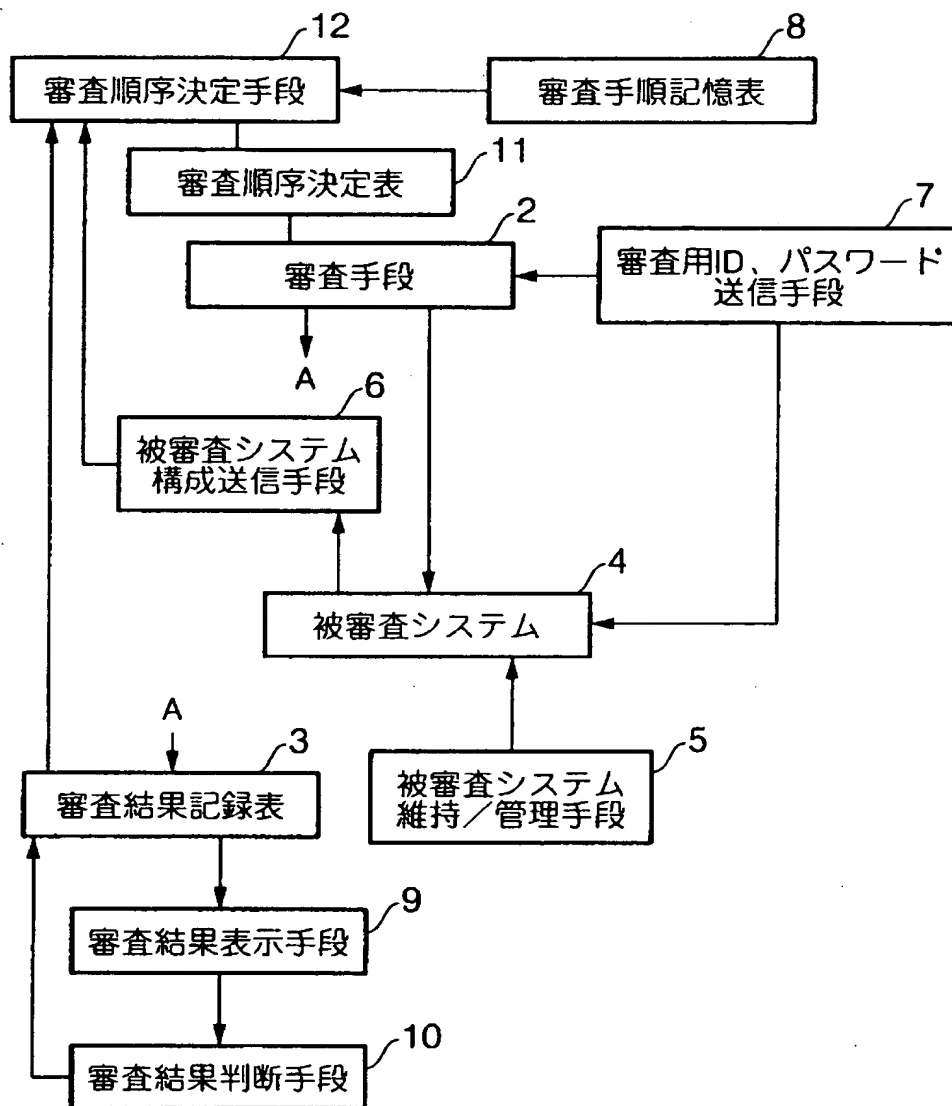 12
審査順序決定手段
8
審査手順記憶表
11
審査順序決定表
2
審査手段
7
審査用ID、パスワード
送信手段
A
6
被審査システム
構成送信手段
4
被審査システム
A
3
審査結果記録表
5
被審査システム
維持／管理手段
9
審査結果表示手段
10
審査結果判断手段